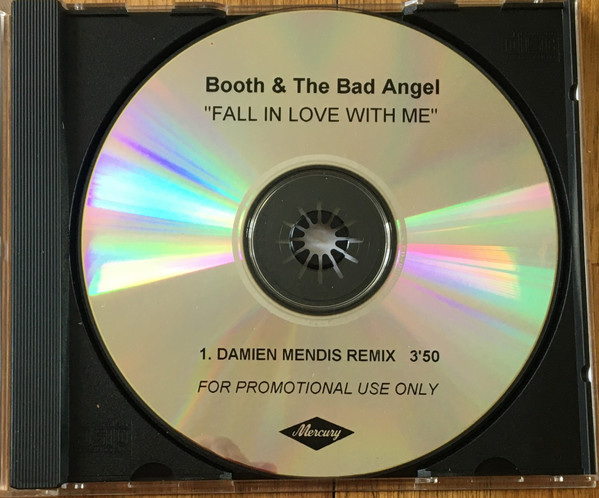 Booth & The Bad Angel
"FALL IN LOVE WITH ME"
1. DAMIEN MENDIS REMIX 3'50
FOR PROMOTIONAL USE ONLY
Mercury